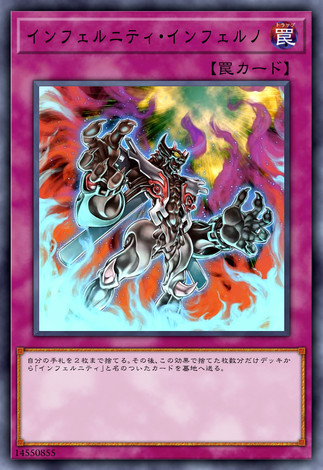 インフェルニティ・インフェルノ
トラップ
罠
【罠カード】
自分の手札を２枚まで捨てる。その後、この効果で捨てた枚数分だけデッキか
ら「インフェルニティ」と名のついたカードを墓地へ送る。
14550855